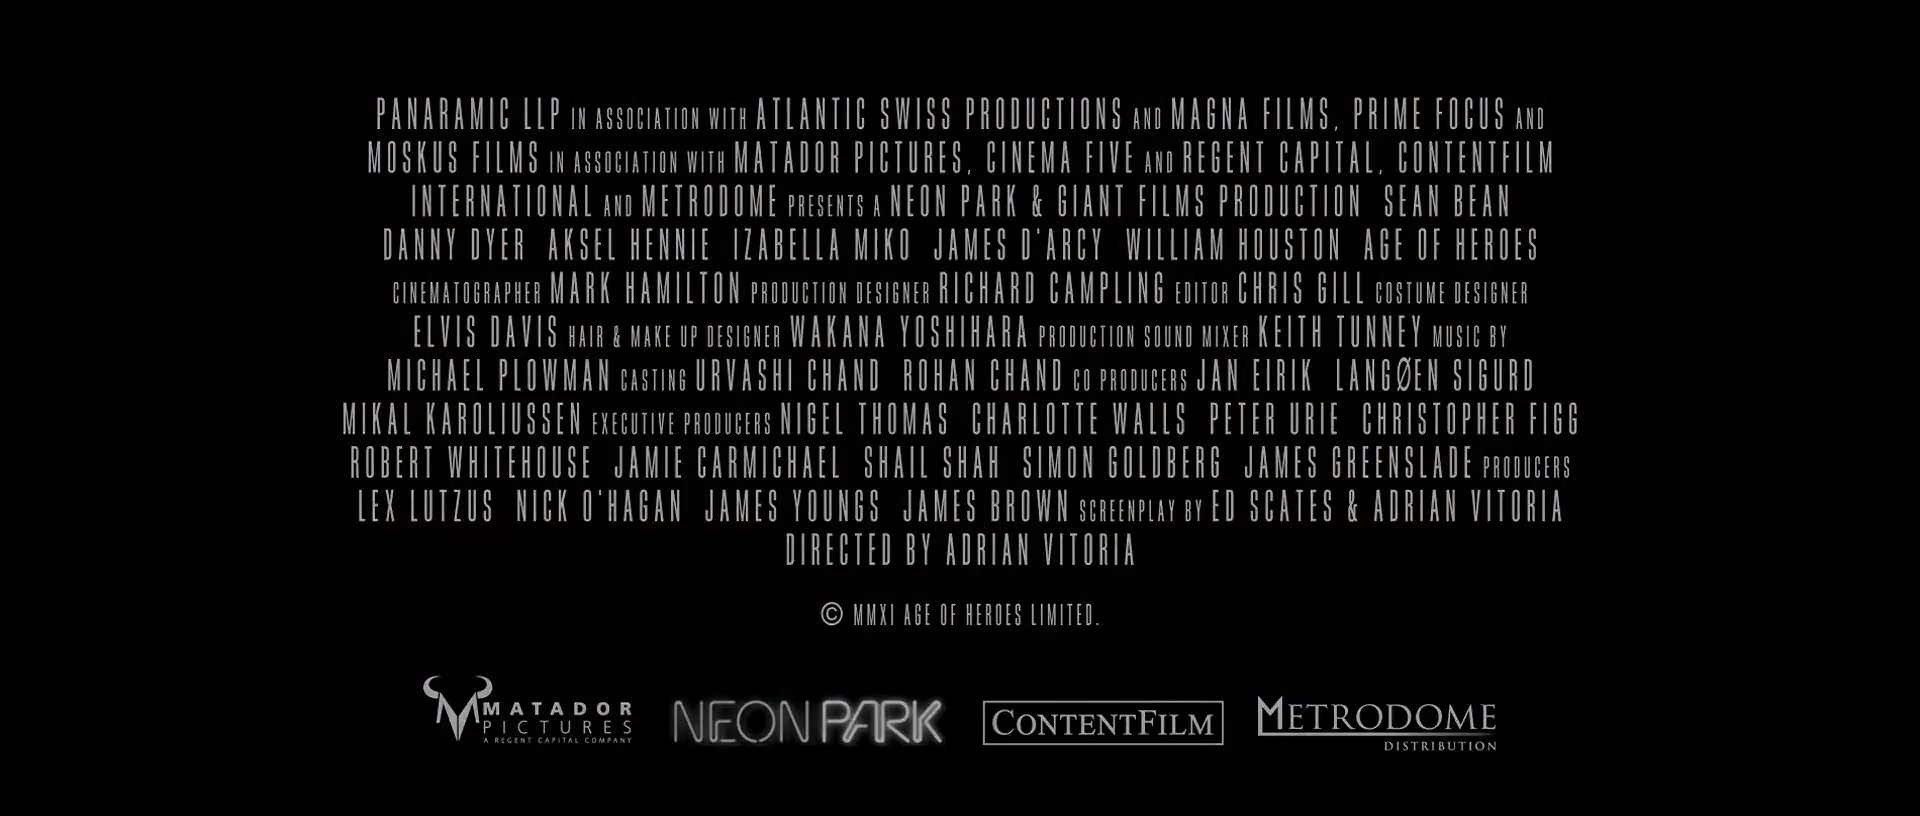 PANARAMIC LLP IN ASSOCIATION WITH ATLANTIC SWISS PRODUCTIONS AND MAGNA FILMS, PRIME FOCUS AND
MOSKUS FILMS IN ASSOCIATION WITH MATADOR PICTURES, CINEMA FIVE AND REGENT CAPITAL, CONTENTFILM
INTERNATIONAL AND METRODOME PRESENTS A NEON PARK & GIANT FILMS PRODUCTION SEAN BEAN
DANNY DYER AKSEL HENNIE IZABELLA MIKO JAMES D'ARCY WILLIAM HOUSTON AGE OF HEROES
CINEMATOGRAPHER MARK HAMILTON PRODUCTION DESIGNER RICHARD CAMPLING EDITOR CHRIS GILL COSTUME DESIGNER
ELVIS DAVIS HAIR & MAKE UP DESIGNER WAKANA YOSHIHARA PRODUCTION SOUND MIXER KEITH TUNNEY MUSIC BY
MICHAEL PLOWMAN CASTING URVASHI CHAND ROHAN CHAND CO PRODUCERS JAN EIRIK LANGØEN SIGURD
MIKAL KAROLIUSSEN EXECUTIVE PRODUCERS NIGEL THOMAS CHARLOTTE WALLS PETER URIE CHRISTOPHER FIGG
ROBERT WHITEHOUSE JAMIE CARMICHAEL SHAIL SHAH SIMON GOLDBERG JAMES GREENSLADE PRODUCERS
LEX LUTZUS NICK O'HAGAN JAMES YOUNGS JAMES BROWN SCREENPLAY BY ED SCATES & ADRIAN VITORIA
DIRECTED BY ADRIAN VITORIA
© MMXI AGE OF HEROES LIMITED.
MATADOR
PICTURES
A REGENT CAPITAL COMPANY
NEON PARK
CONTENTFILM
METRODOME
DISTRIBUTION